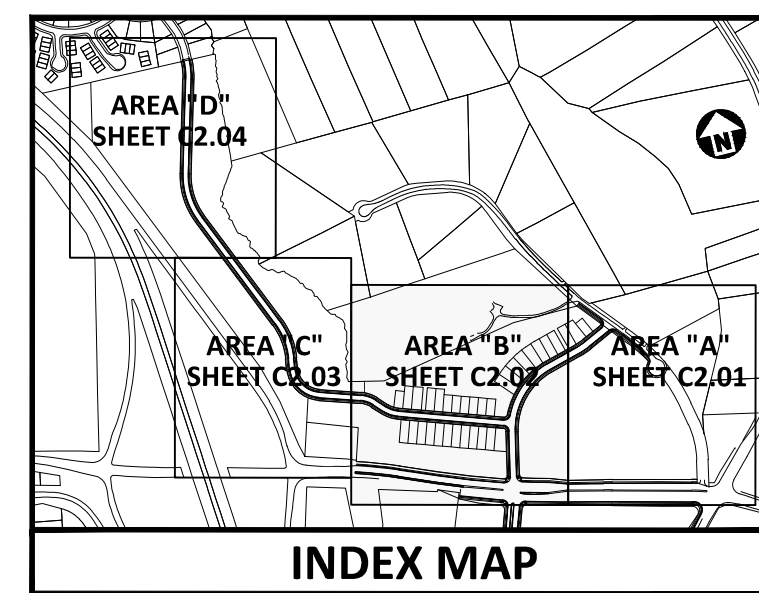 AREA "D"
SHEET C2.04
N
AREA "C"
SHEET C2.03
AREA "B"
SHEET C2.02
AREA "A"
SHEET C2.01
INDEX MAP